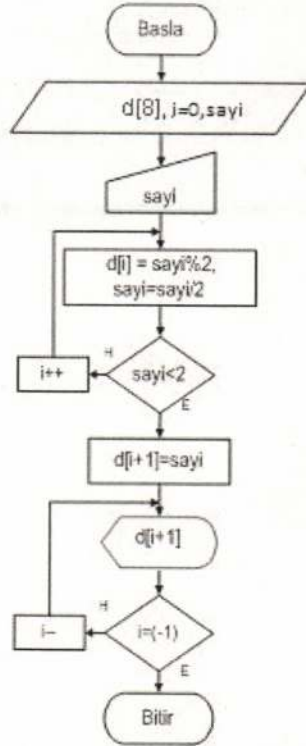 Basla
d[8], i=0,sayi
sayi
d[i] = sayi%2,
sayi=sayi/2
H
i++
sayi<2
E
d[i+1]=sayi
d[i+1]
H
i--
i=(-1)
E
Bitir